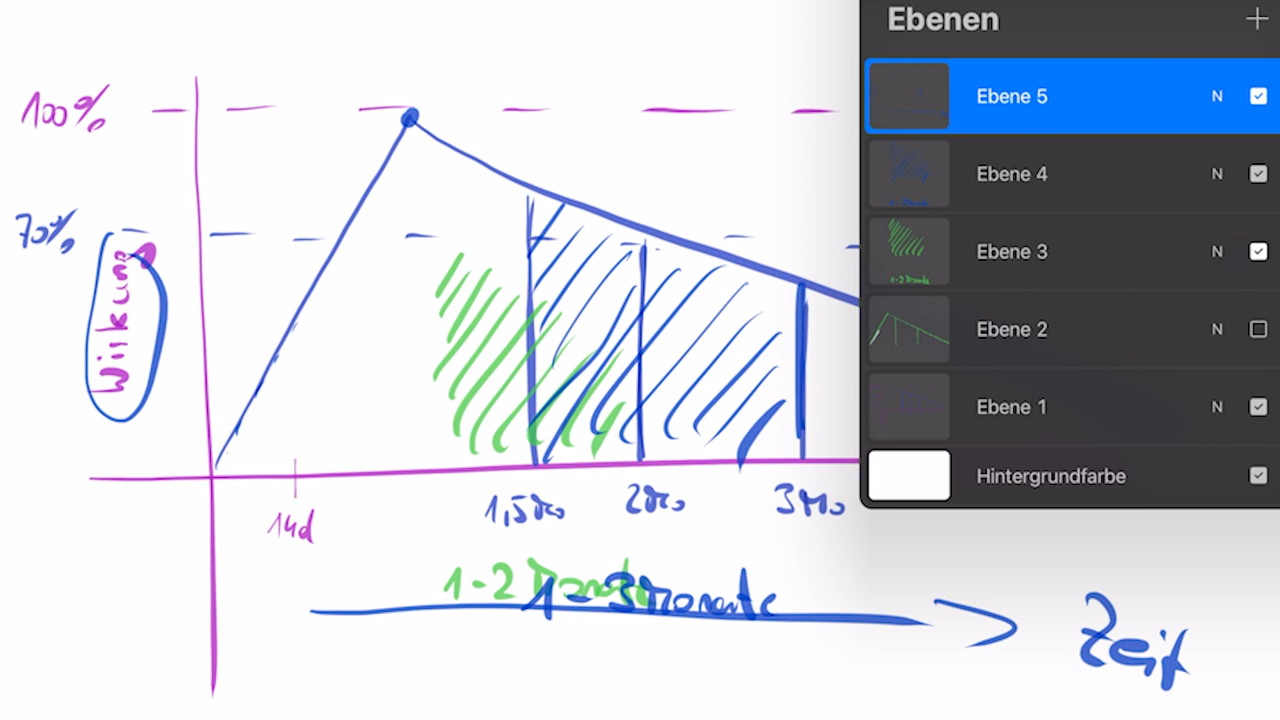 100%
70%
Wirkung
14d
1,5Mo
2Mo
3Mo
1-2 Monate
1-3 Monate
Zeit
Ebenen
Ebene 5 N
Ebene 4 N
Ebene 3 N
Ebene 2 N
Ebene 1 N
Hintergrundfarbe